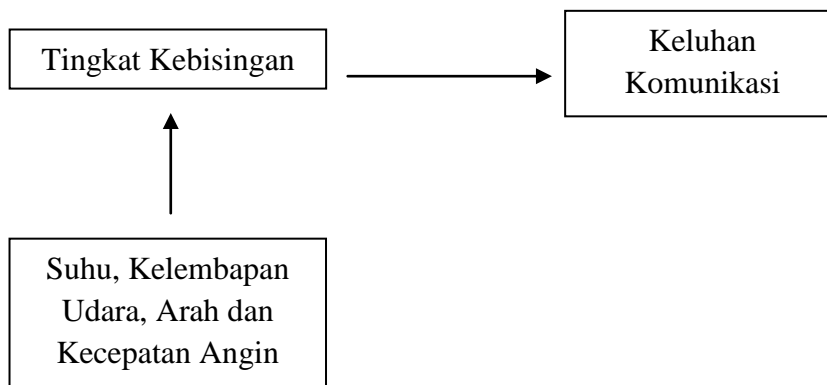 Tingkat Kebisingan
Keluhan
Komunikasi
Suhu, Kelembapan
Udara, Arah dan
Kecepatan Angin